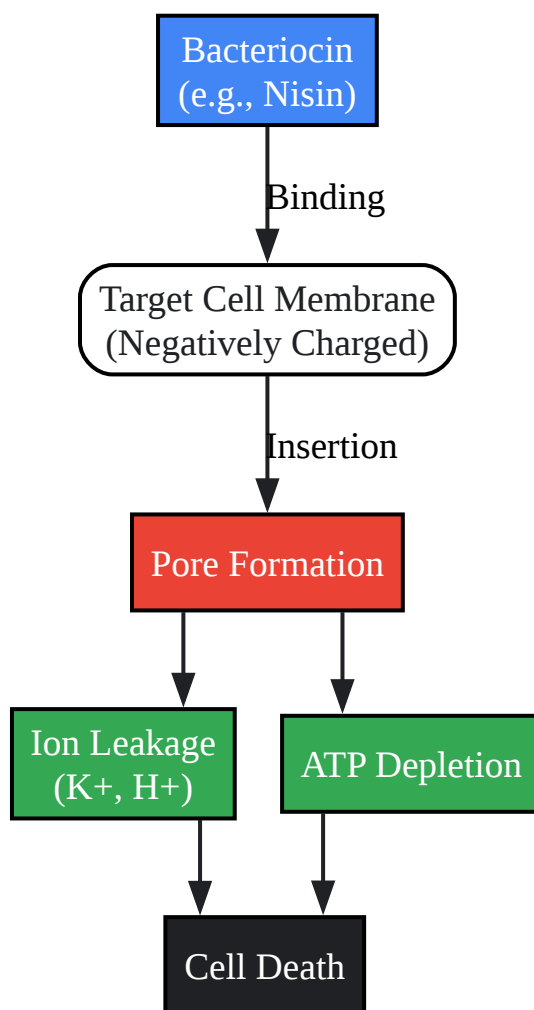 Bacteriocin
(e.g., Nisin)
Binding
Target Cell Membrane
(Negatively Charged)
Insertion
Pore Formation
Ion Leakage
(K+, H+)
ATP Depletion
Cell Death